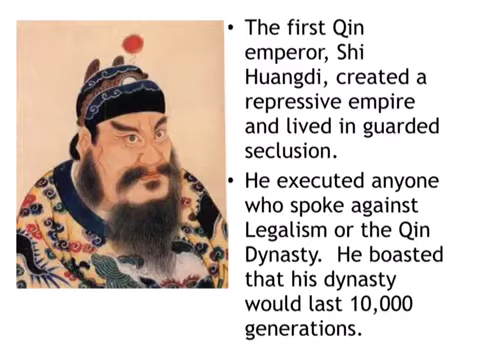 • The first Qin
emperor, Shi
Huangdi, created a
repressive empire
and lived in guarded
seclusion.
• He executed anyone
who spoke against
Legalism or the Qin
Dynasty.  He boasted
that his dynasty
would last 10,000
generations.